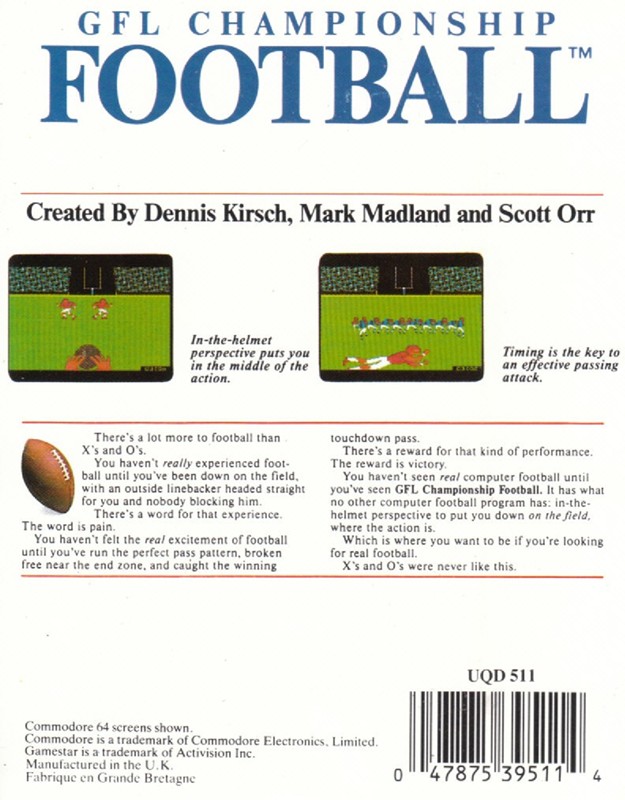 GFL CHAMPIONSHIP
FOOTBALL™
Created By Dennis Kirsch, Mark Madland and Scott Orr
In-the-helmet
perspective puts you
in the middle of the
action.
Timing is the key to
an effective passing
attack.
There's a lot more to football than
X's and O's.
You haven't really experienced foot-
ball until you've been down on the field,
with an outside linebacker headed straight
for you and nobody blocking him.
There's a word for that experience.
The word is pain.
You haven't felt the real excitement of football
until you've run the perfect pass pattern, broken
free near the end zone, and caught the winning
touchdown pass.
There's a reward for that kind of performance.
The reward is victory.
You haven't seen real computer football until
you've seen GFL Championship Football. It has what
no other computer football program has: in-the-
helmet perspective to put you down on the field,
where the action is.
Which is where you want to be if you're looking
for real football.
X's and O's were never like this.
UQD 511
Commodore 64 screens shown.
Commodore is a trademark of Commodore Electronics, Limited.
Gamestar is a trademark of Activision Inc.
Manufactured in the U.K.
Fabrique en Grande Bretagne
0 47875 39511 4